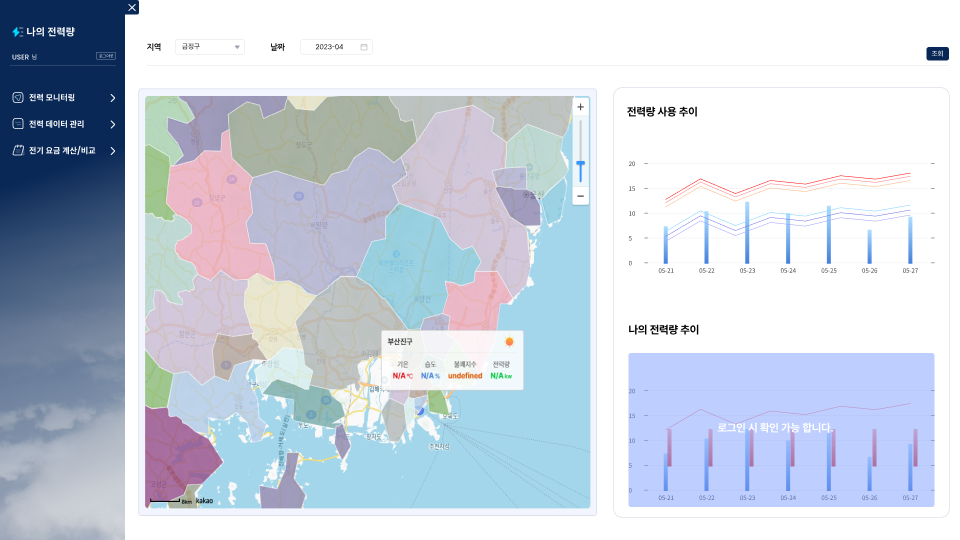 나의 전력량
USER 님
로그아웃
전력 모니터링
전력 데이터 관리
전기 요금 계산/비교
지역
금정구
날짜
2023-04
조회
부산진구
기온
습도
불쾌지수
전력량
N/A ℃
N/A %
undefined
N/A kw
8km
kakao
전력량 사용 추이
20
15
10
5
0
05-21
05-22
05-23
05-24
05-25
05-26
05-27
나의 전력량 추이
20
15
10
5
0
로그인 시 확인 가능 합니다.
05-21
05-22
05-23
05-24
05-25
05-26
05-27